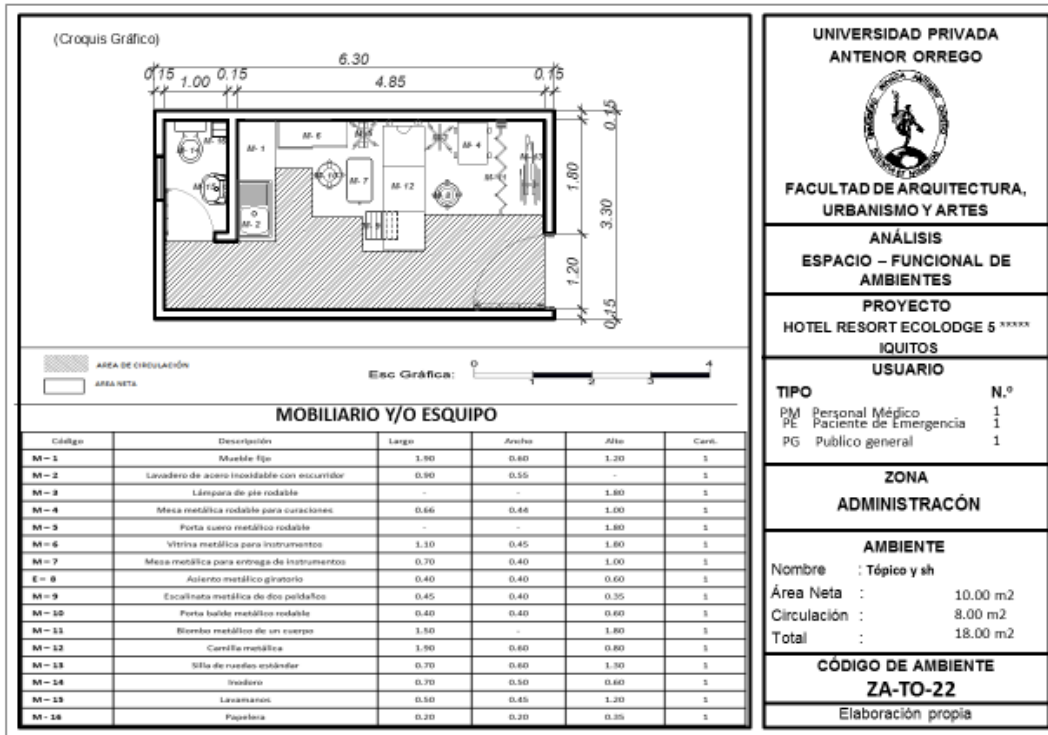 (Croquis Gráfico)
6.30
0.15
1.00
0.15
4.85
0.15
0.15
1.80
3.30
1.20
0.15
M-14
M-16
M-15
M-1
M-2
M-6
M-7
M-12
M-4
AREA DE CIRCULACIÓN
AREA NETA
Esc Gráfica:
0 1 2 3 4
MOBILIARIO Y/O ESQUIPO
Código Descripción Largo Ancho Alto Cant.
M – 1 Mueble fijo 1.90 0.60 1.20 1
M – 2 Lavadero de acero inoxidable con escurridor 0.90 0.55 - 1
M – 3 Lámpara de pie rodable - - 1.80 1
M – 4 Mesa metálica rodable para curaciones 0.66 0.44 1.00 1
M – 5 Porta suero metálico rodable - - 1.80 1
M – 6 Vitrina metálica para instrumentos 1.10 0.45 1.80 1
M – 7 Mesa metálica para entrega de instrumentos 0.70 0.40 1.00 1
E – 8 Asiento metálico giratorio 0.40 0.40 0.60 1
M – 9 Escalinata metálica de dos peldaños 0.45 0.40 0.35 1
M – 10 Porta balde metálico rodable 0.40 0.40 0.60 1
M – 11 Biombo metálico de un cuerpo 1.50 - 1.80 1
M – 12 Camilla metálica 1.90 0.60 0.80 1
M – 13 Silla de ruedas estándar 0.70 0.60 1.30 1
M – 14 Inodoro 0.70 0.50 0.60 1
M – 15 Lavamanos 0.50 0.45 1.20 1
M - 16 Papelera 0.20 0.20 0.35 1
UNIVERSIDAD PRIVADA
ANTENOR ORREGO
FACULTAD DE ARQUITECTURA,
URBANISMO Y ARTES
ANÁLISIS
ESPACIO – FUNCIONAL DE
AMBIENTES
PROYECTO
HOTEL RESORT ECOLODGE 5 *****
IQUITOS
USUARIO
TIPO N.º
PM Personal Médico 1
PE Paciente de Emergencia 1
PG Publico general 1
ZONA
ADMINISTRACÓN
AMBIENTE
Nombre : Tópico y sh
Área Neta : 10.00 m2
Circulación : 8.00 m2
Total : 18.00 m2
CÓDIGO DE AMBIENTE
ZA-TO-22
Elaboración propia